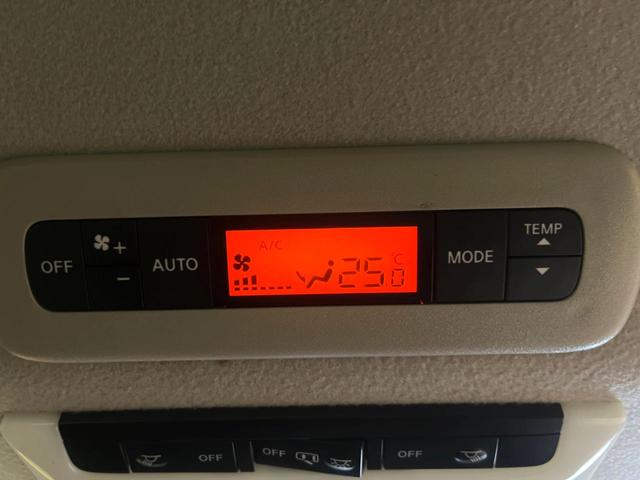 OFF
+
-
AUTO
A/C
25.0
°C
MODE
TEMP
OFF
OFF
OFF